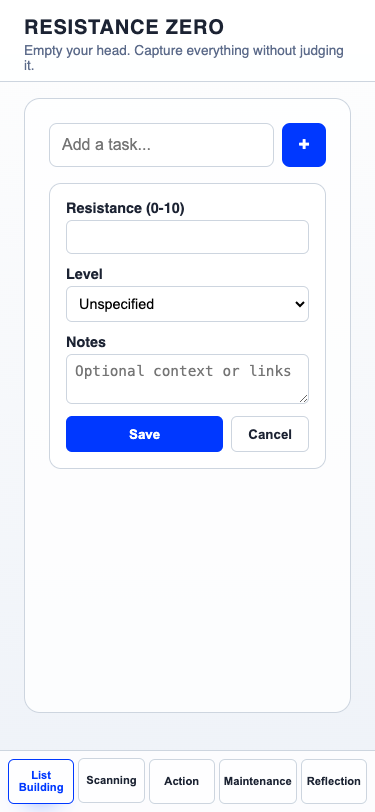 RESISTANCE ZERO
Empty your head. Capture everything without judging
it.
Add a task...
+
Resistance (0-10)
Level
Unspecified
Notes
Optional context or links
Save
Cancel
List
Building
Scanning
Action
Maintenance
Reflection